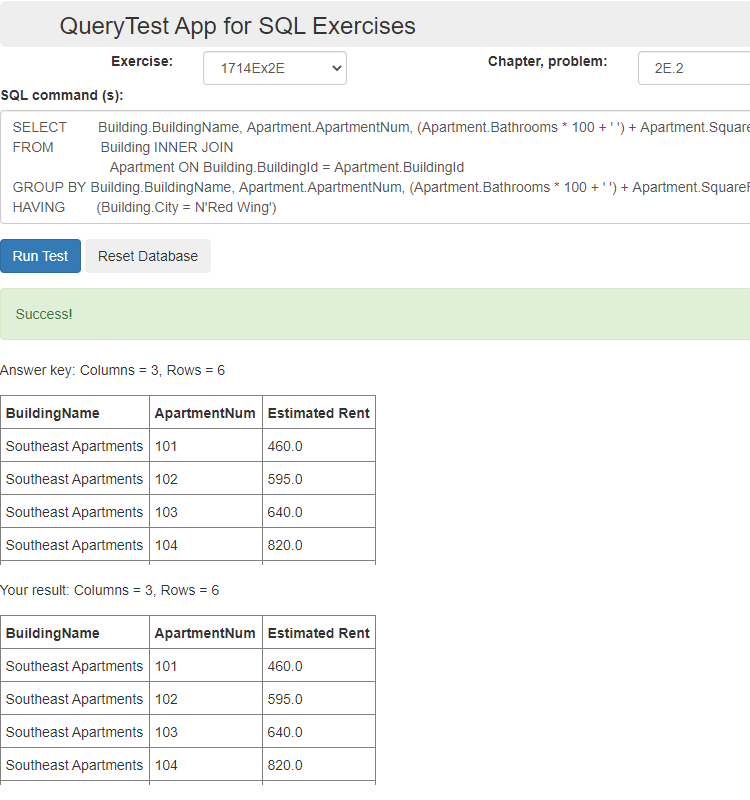 QueryTest App for SQL Exercises
Exercise: 1714Ex2E Chapter, problem: 2E.2
SQL command (s):
SELECT Building.BuildingName, Apartment.ApartmentNum, (Apartment.Bathrooms * 100 + ' ') + Apartment.Square
FROM Building INNER JOIN
Apartment ON Building.BuildingId = Apartment.BuildingId
GROUP BY Building.BuildingName, Apartment.ApartmentNum, (Apartment.Bathrooms * 100 + ' ') + Apartment.SquareF
HAVING (Building.City = N'Red Wing')
Run Test Reset Database
Success!
Answer key: Columns = 3, Rows = 6
BuildingName ApartmentNum Estimated Rent
Southeast Apartments 101 460.0
Southeast Apartments 102 595.0
Southeast Apartments 103 640.0
Southeast Apartments 104 820.0
Your result: Columns = 3, Rows = 6
BuildingName ApartmentNum Estimated Rent
Southeast Apartments 101 460.0
Southeast Apartments 102 595.0
Southeast Apartments 103 640.0
Southeast Apartments 104 820.0